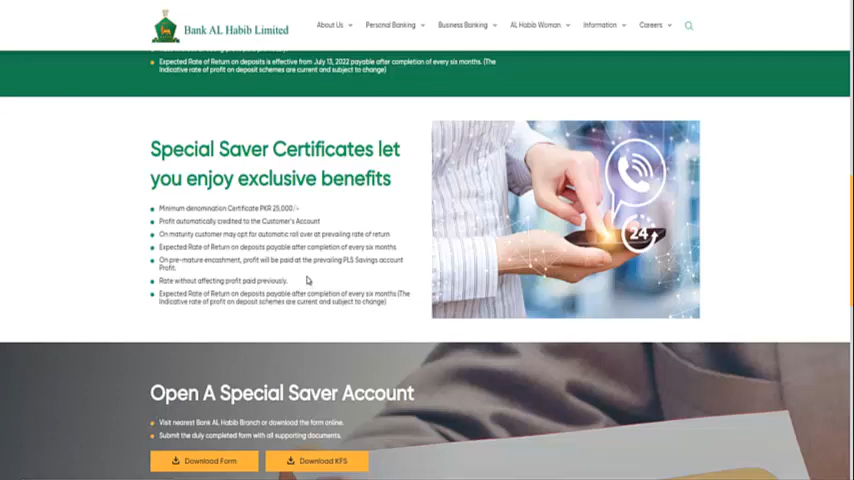 Bank AL Habib Limited
About Us Personal Banking Business Banking AL Habib Woman Information Careers
Expected Rate of Return on deposits is effective from July 13, 2022 payable after completion of every six months. (The
Indicative rate of profit on deposit schemes are current and subject to change)
Special Saver Certificates let
you enjoy exclusive benefits
Minimum denomination Certificate PKR 25,000/-
Profit automatically credited to the Customer's Account
On maturity customer may opt for automatic roll over at prevailing rate of return
Expected Rate of Return on deposits payable after completion of every six months
On pre-mature encashment, profit will be paid at the prevailing PLS Savings account
Profit.
Rate without affecting profit paid previously.
Expected Rate of Return on deposits payable after completion of every six months (The
Indicative rate of profit on deposit schemes are current and subject to change)
24
Open A Special Saver Account
Visit nearest Bank AL Habib Branch or download the form online.
Submit the duly completed form with all supporting documents.
Download Form Download KFS